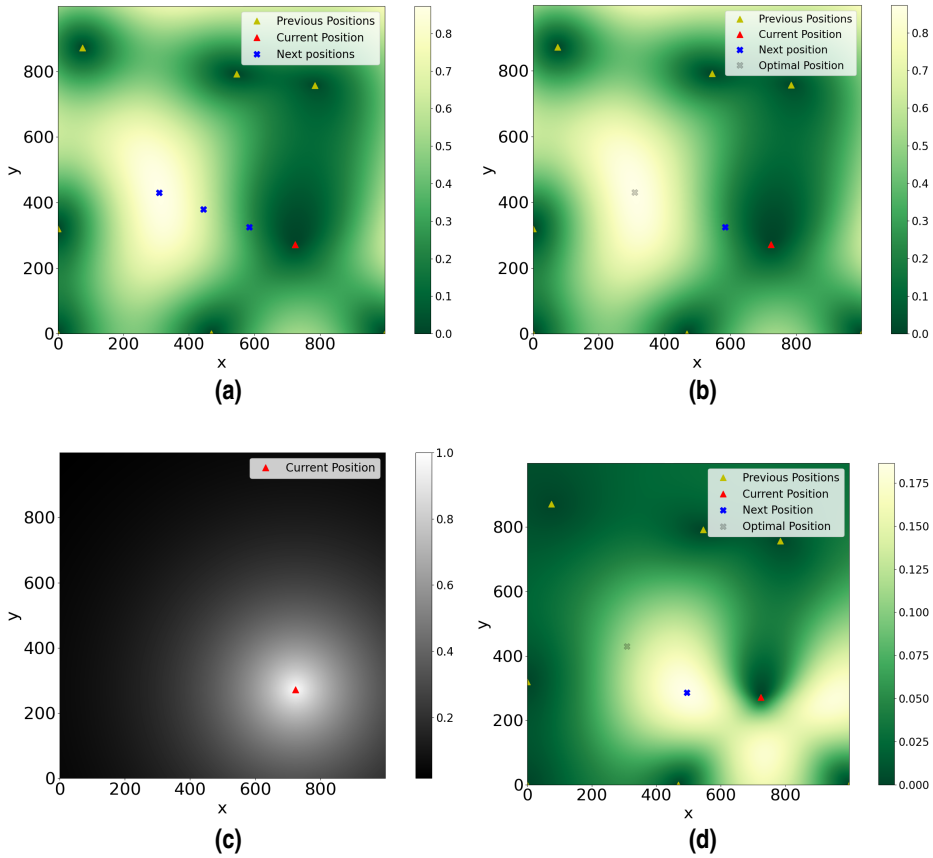 Previous Positions
Current Position
Next positions
0.8
0.7
0.6
0.5
0.4
0.3
0.2
0.1
0.0
800
600
400
200
0
y
0 200 400 600 800
x
(a)
Previous Positions
Current Position
Next position
Optimal Position
0.8
0.7
0.6
0.5
0.4
0.3
0.2
0.1
0.0
800
600
400
200
0
y
0 200 400 600 800
x
(b)
Current Position
1.0
0.8
0.6
0.4
0.2
800
600
400
200
0
y
0 200 400 600 800
x
(c)
Previous Positions
Current Position
Next Position
Optimal Position
0.175
0.150
0.125
0.100
0.075
0.050
0.025
0.000
800
600
400
200
0
y
0 200 400 600 800
x
(d)